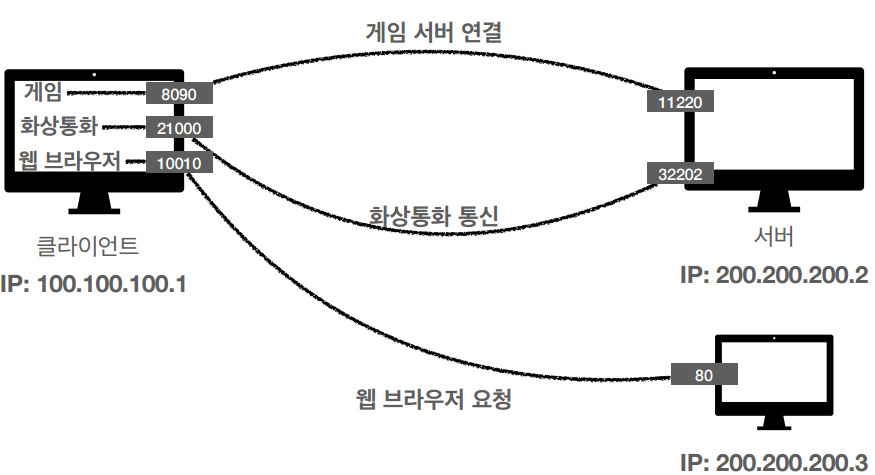 게임 서버 연결
게임
8090
11220
화상통화
21000
웹 브라우저
10010
32202
화상통화 통신
클라이언트
IP: 100.100.100.1
서버
IP: 200.200.200.2
80
웹 브라우저 요청
IP: 200.200.200.3